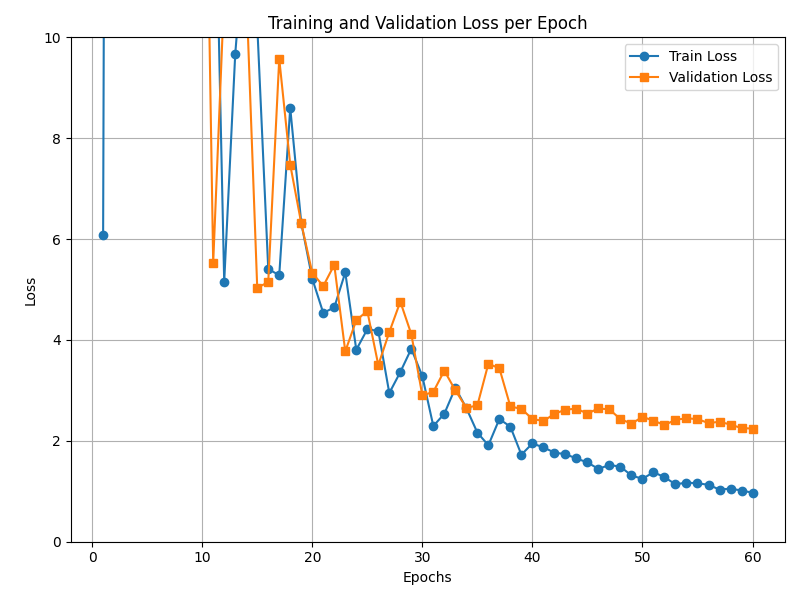 Training and Validation Loss per Epoch
Train Loss
Validation Loss
10
8
6
4
2
0
Loss
0 10 20 30 40 50 60
Epochs